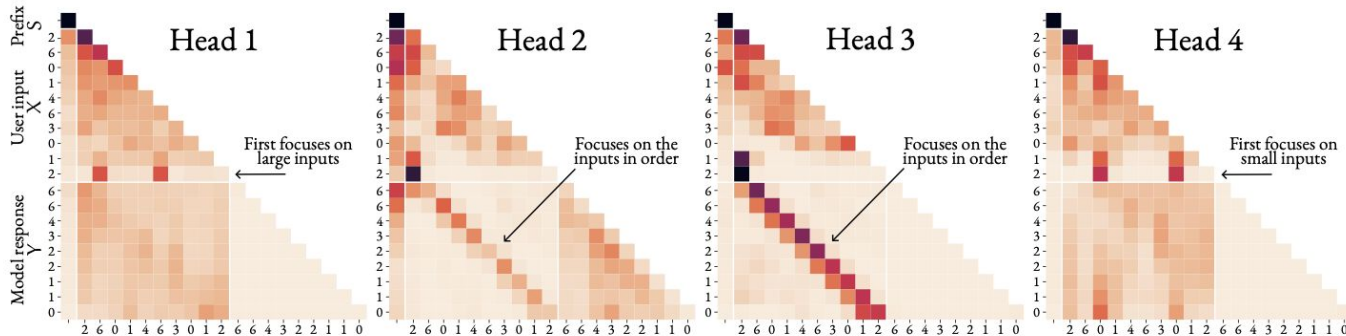 Prefix
S
User input
X
Model response
Y
2
6
0
1
4
6
3
0
1
2
6
6
4
3
2
2
1
1
0
Head 1
First focuses on
large inputs
2 6 0 1 4 6 3 0 1 2 6 6 4 3 2 2 1 1 0
Head 2
Focuses on the
inputs in order
2 6 0 1 4 6 3 0 1 2 6 6 4 3 2 2 1 1 0
Head 3
Focuses on the
inputs in order
2 6 0 1 4 6 3 0 1 2 6 6 4 3 2 2 1 1 0
Head 4
First focuses on
small inputs
2 6 0 1 4 6 3 0 1 2 6 6 4 3 2 2 1 1 0